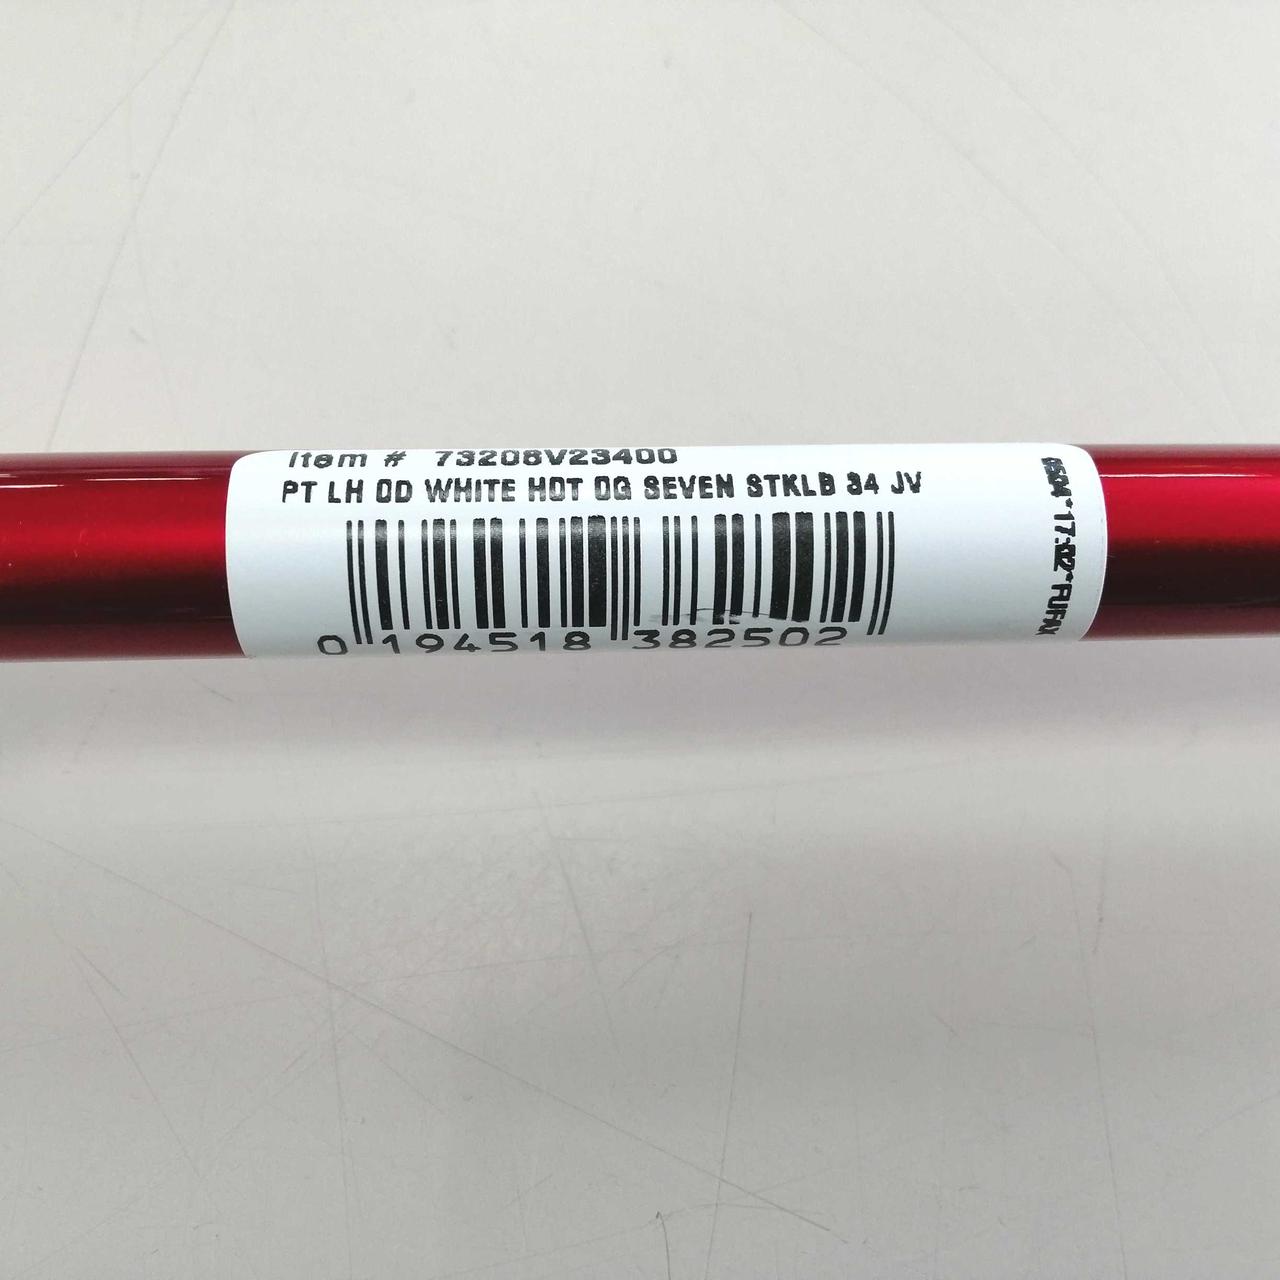 Item # 73208V23400
PT LH OD WHITE HOT OG SEVEN STKLB 34 JV
0 194518 382502